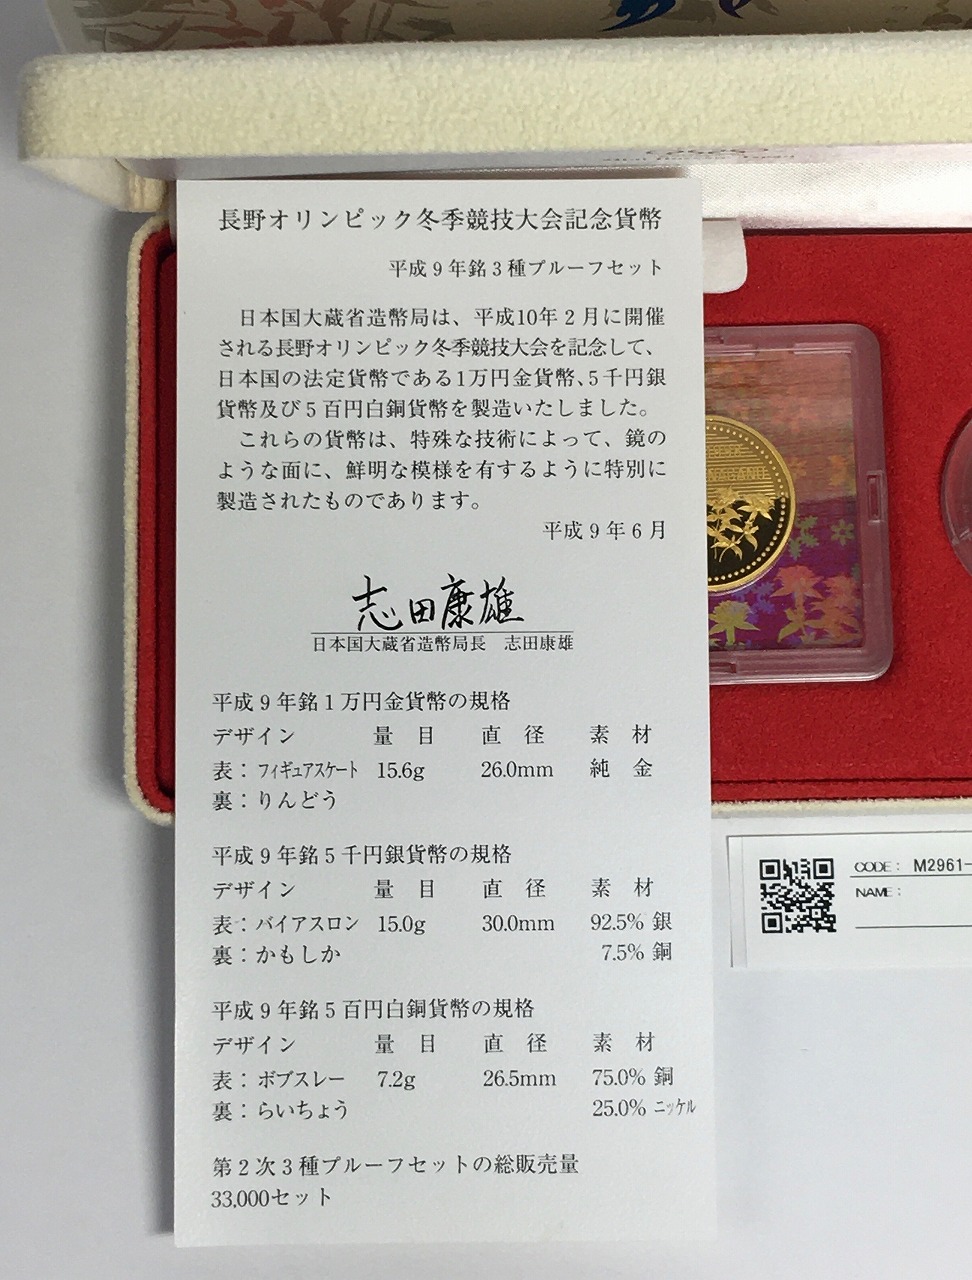 長野オリンピック冬季競技大会記念貨幣
平成9年銘3種プルーフセット
日本国大蔵省造幣局は、平成10年2月に開催
される長野オリンピック冬季競技大会を記念して、
日本国の法定貨幣である1万円金貨幣、5千円銀
貨幣及び5百円白銅貨幣を製造いたしました。
これらの貨幣は、特殊な技術によって、鏡の
ような面に、鮮明な模様を有するように特別に
製造されたものであります。
平成9年6月
志田康雄
日本国大蔵省造幣局長 志田康雄
平成9年銘1万円金貨幣の規格
デザイン 量目 直径 素材
表：フィギュアスケート 15.6g 26.0mm 純金
裏：りんどう
平成9年銘5千円銀貨幣の規格
デザイン 量目 直径 素材
表：バイアスロン 15.0g 30.0mm 92.5% 銀
裏：かもしか 7.5% 銅
平成9年銘5百円白銅貨幣の規格
デザイン 量目 直径 素材
表：ボブスレー 7.2g 26.5mm 75.0% 銅
裏：らいちょう 25.0% ニッケル
第2次3種プルーフセットの総販売量
33,000セット
CODE: M2961-
NAME: